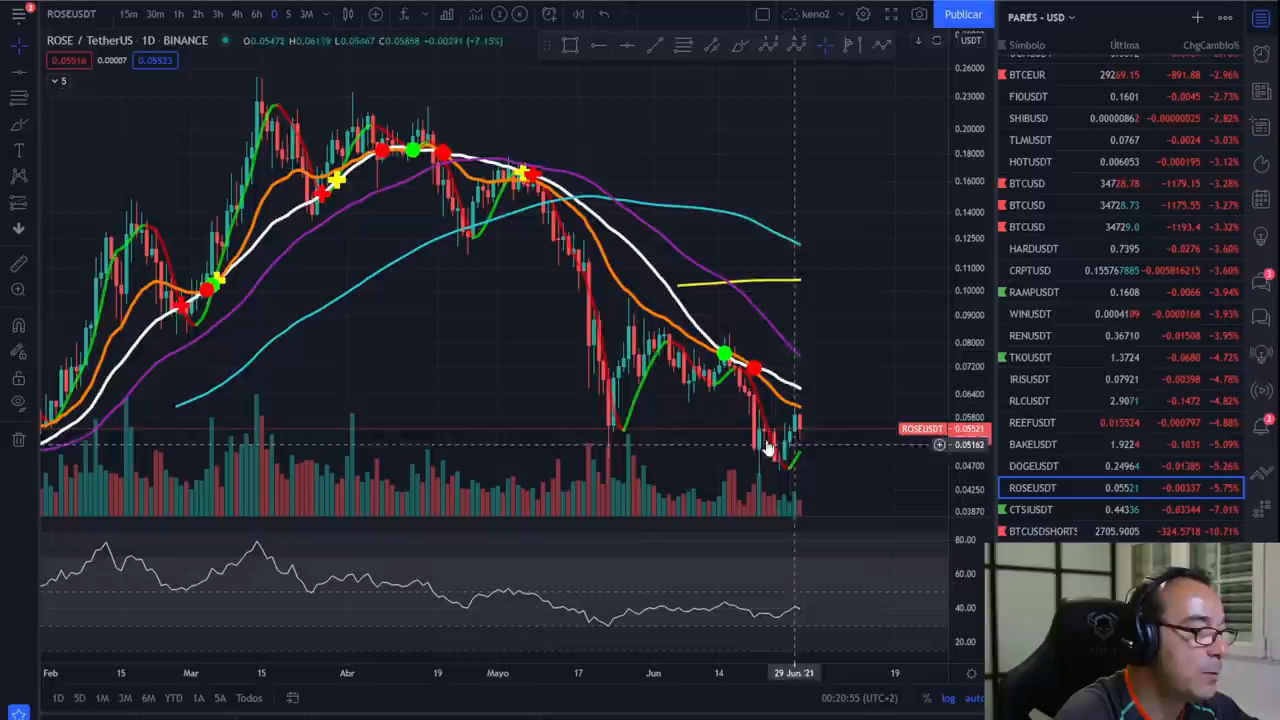 2 ROSEUSDT 15m 30m 1h 2h 3h 4h 6h D S 3M keno2 Publicar
ROSE / TetherUS · 1D · BINANCE O0.05472 H0.06139 L0.05467 C0.05858 +0.00391 (+7.15%)
0.05516 0.00007 0.05523
5
USDT
0.26000
0.23000
0.20000
0.18000
0.16000
0.14000
0.12500
0.11000
0.10000
0.09000
0.08000
0.07200
0.06400
0.05800
ROSEUSDT 0.05521
0.05162
0.04700
0.04250
0.03870
80.00
60.00
40.00
20.00
Feb 15 Mar 15 Abr 19 Mayo 17 Jun 14 29 Jun '21 19
1D 5D 1M 3M 6M YTD 1A 5A Todos 00:20:55 (UTC+2) % log auto
PARES - USD
Símbolo Última Chg Cambio%
BTCEUR 29269.15 -891.88 -2.96%
FIOUSDT 0.1601 -0.0045 -2.73%
SHIBUSD 0.00000862 -0.00000025 -2.82%
TLMUSDT 0.0767 -0.0024 -3.03%
HOTUSDT 0.006053 -0.000195 -3.12%
BTCUSD 34728.78 -1179.15 -3.28%
BTCUSD 34728.73 -1175.55 -3.27%
BTCUSD 34729.0 -1193.4 -3.32%
HARDUSDT 0.7395 -0.0276 -3.60%
CRPTUSD 0.155767885 -0.005816215 -3.60%
RAMPUSDT 0.1608 -0.0066 -3.94%
WINUSDT 0.0004109 -0.0000168 -3.93%
RENUSDT 0.36710 -0.01508 -3.95%
TKOUSDT 1.3724 -0.0680 -4.72%
IRISUSDT 0.07921 -0.00398 -4.78%
RLCUSDT 2.9071 -0.1472 -4.82%
REEFUSDT 0.015524 -0.000797 -4.88%
BAKEUSDT 1.9224 -0.1031 -5.09%
DOGEUSDT 0.24964 -0.01385 -5.26%
ROSEUSDT 0.05521 -0.00337 -5.75%
CTSIUSDT 0.44336 -0.03344 -7.01%
BTCUSDSHORTS 2705.9005 -324.5718 -10.71%
3
2